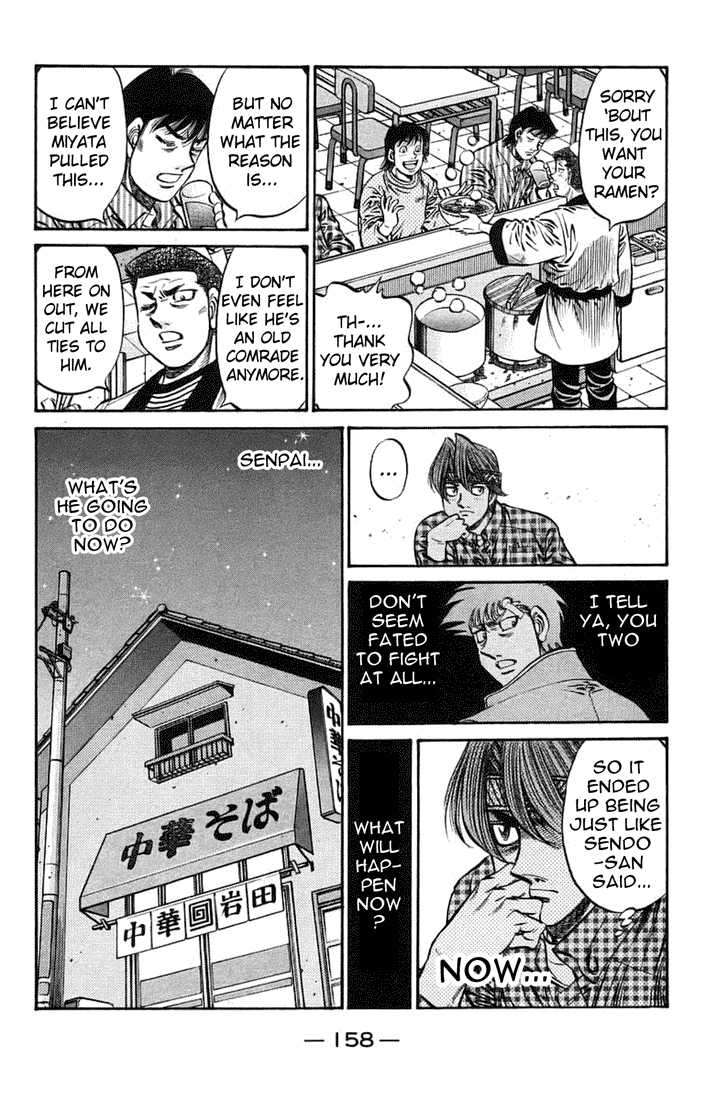 SORRY
'BOUT
THIS, YOU
WANT
YOUR
RAMEN?
TH-...
THANK
YOU VERY
MUCH!
BUT NO
MATTER
WHAT THE
REASON
IS...
I CAN'T
BELIEVE
MIYATA
PULLED
THIS...
I DON'T
EVEN FEEL
LIKE HE'S
AN OLD
COMRADE
ANYMORE.
FROM
HERE ON
OUT, WE
CUT ALL
TIES TO
HIM.
...
I TELL
YA, YOU
TWO
DON'T
SEEM
FATED
TO FIGHT
AT ALL...
SO IT
ENDED
UP BEING
JUST LIKE
SENDO
-SAN
SAID...
NOW...
WHAT
WILL
HAP-
PEN
NOW
?
SENPAI...
WHAT'S
HE GOING
TO DO
NOW?
中華そば
中華
中華 岩田
— 158 —